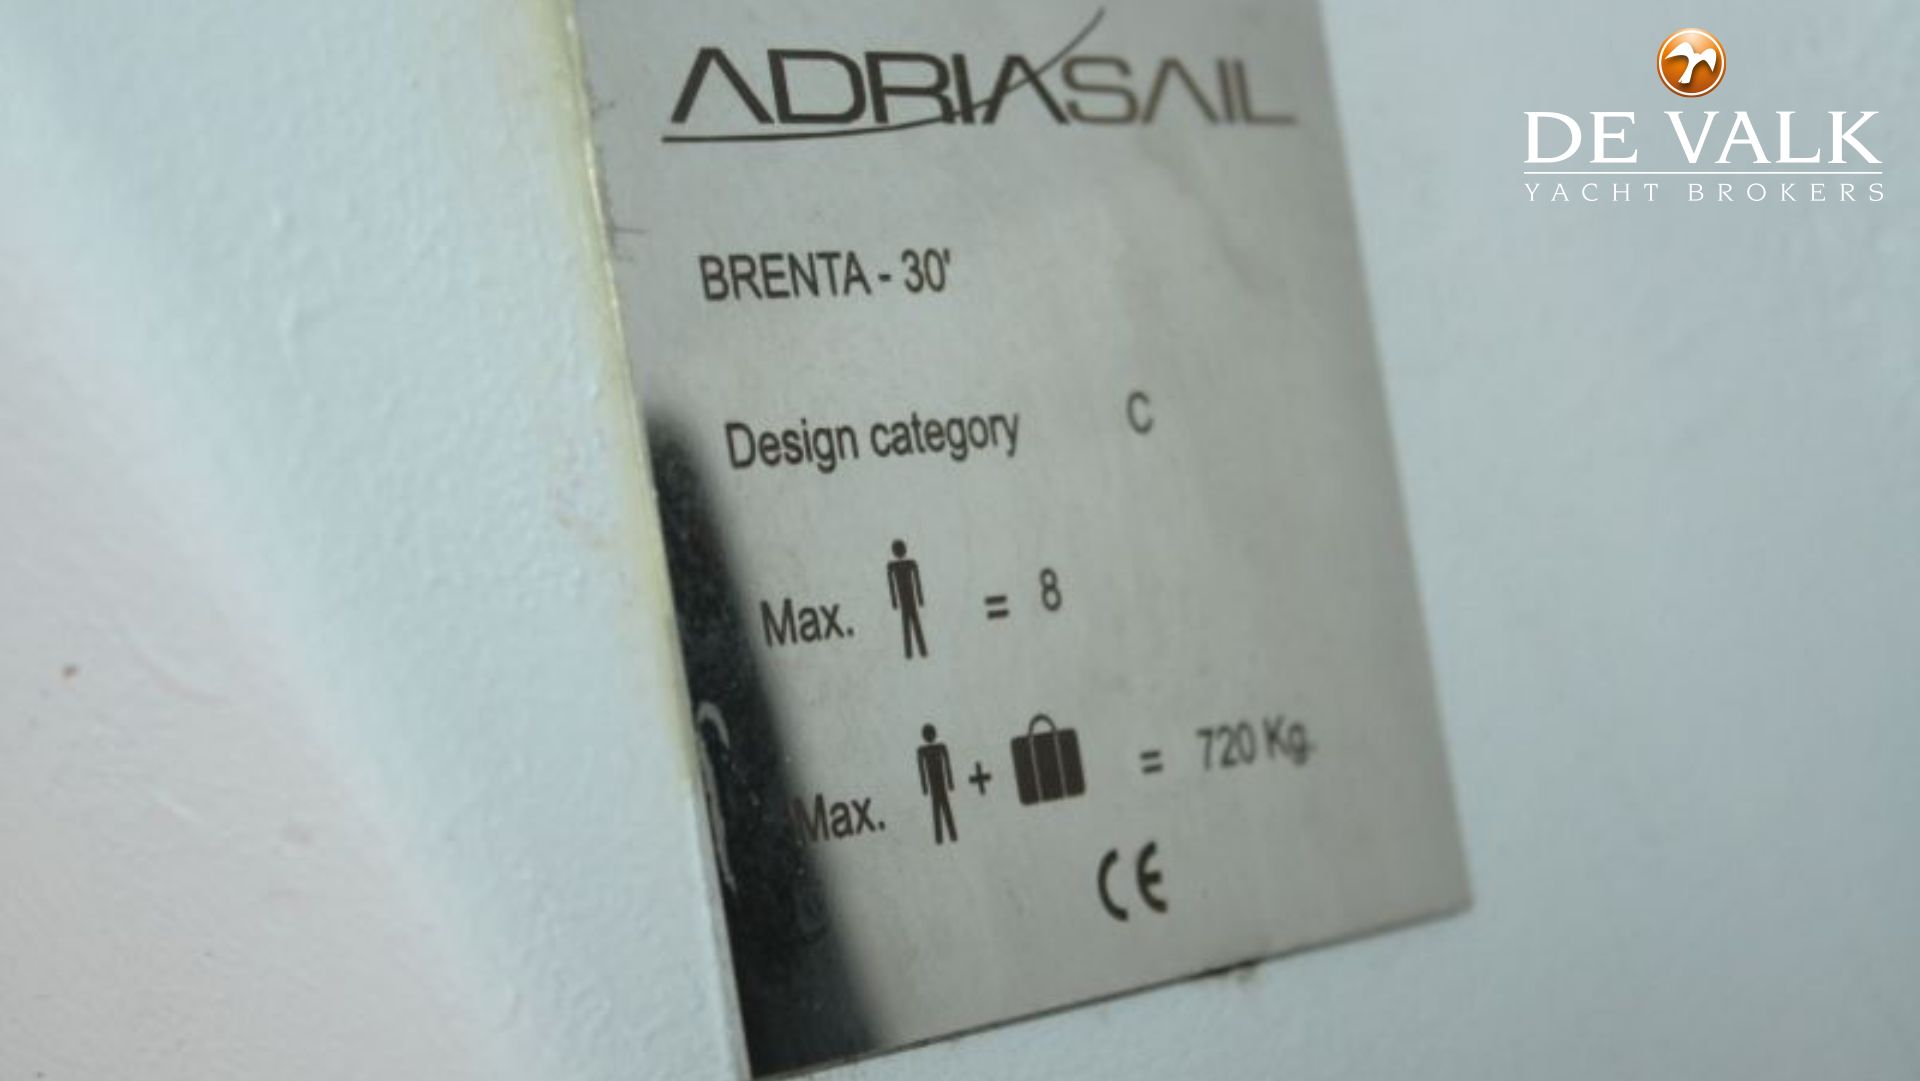 ADRIASAIL
DE VALK
YACHT BROKERS
BRENTA - 30'
Design category C
Max. = 8
Max. + = 720 Kg.
CE